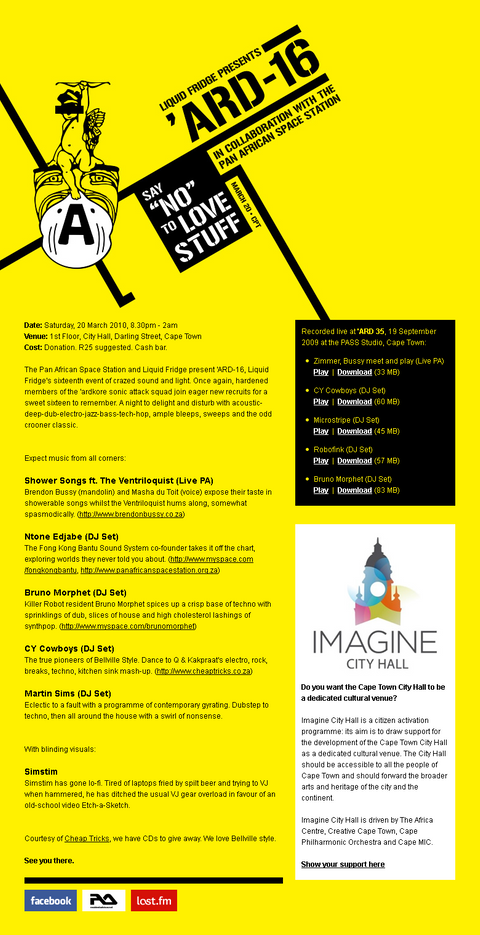 LIQUID FRIDGE PRESENTS
'ARD-16
IN COLLABORATION WITH THE
PAN AFRICAN SPACE STATION
SAY
"NO"
TO LOVE
STUFF
MARCH 20 • CPT
A
Date: Saturday, 20 March 2010, 8.30pm - 2am
Venue: 1st Floor, City Hall, Darling Street, Cape Town
Cost: Donation. R25 suggested. Cash bar.
The Pan African Space Station and Liquid Fridge present 'ARD-16, Liquid
Fridge's sixteenth event of crazed sound and light. Once again, hardened
members of the 'ardkore sonic attack squad join eager new recruits for a
sweet sixteen to remember. A night to delight and disturb with acoustic-
deep-dub-electro-jazz-bass-tech-hop, ample bleeps, sweeps and the odd
crooner classic.
Expect music from all corners:
Shower Songs ft. The Ventriloquist (Live PA)
Brendon Bussy (mandolin) and Masha du Toit (voice) expose their taste in
showerable songs whilst the Ventriloquist hums along, somewhat
spasmodically. (http://www.brendonbussy.co.za)
Ntone Edjabe (DJ Set)
The Fong Kong Bantu Sound System co-founder takes it off the chart,
exploring worlds they never told you about. (http://www.myspace.com
/fongkongbantu, http://www.panafricanspacestation.org.za)
Bruno Morphet (DJ Set)
Killer Robot resident Bruno Morphet spices up a crisp base of techno with
sprinklings of dub, slices of house and high cholesterol lashings of
synthpop. (http://www.myspace.com/brunomorphet)
CY Cowboys (DJ Set)
The true pioneers of Bellville Style. Dance to Q & Kakpraat's electro, rock,
breaks, techno, kitchen sink mash-up. (http://www.cheaptricks.co.za)
Martin Sims (DJ Set)
Eclectic to a fault with a programme of contemporary gyrating. Dubstep to
techno, then all around the house with a swirl of nonsense.
With blinding visuals:
Simstim
Simstim has gone lo-fi. Tired of laptops fried by spilt beer and trying to VJ
when hammered, he has ditched the usual VJ gear overload in favour of an
old-school video Etch-a-Sketch.
Courtesy of Cheap Tricks, we have CDs to give away. We love Bellville style.
See you there.
facebook
RA
last.fm
Recorded live at 'ARD 35, 19 September
2009 at the PASS Studio, Cape Town:
• Zimmer, Bussy meet and play (Live PA)
Play | Download (33 MB)
• CY Cowboys (DJ Set)
Play | Download (60 MB)
• Microstripe (DJ Set)
Play | Download (45 MB)
• Robofink (DJ Set)
Play | Download (57 MB)
• Bruno Morphet (DJ Set)
Play | Download (83 MB)
IMAGINE
CITY HALL
Do you want the Cape Town City Hall to be
a dedicated cultural venue?
Imagine City Hall is a citizen activation
programme: its aim is to draw support for
the development of the Cape Town City Hall
as a dedicated cultural venue. The City Hall
should be accessible to all the people of
Cape Town and should forward the broader
arts and heritage of the city and the
continent.
Imagine City Hall is driven by The Africa
Centre, Creative Cape Town, Cape
Philharmonic Orchestra and Cape MIC.
Show your support here